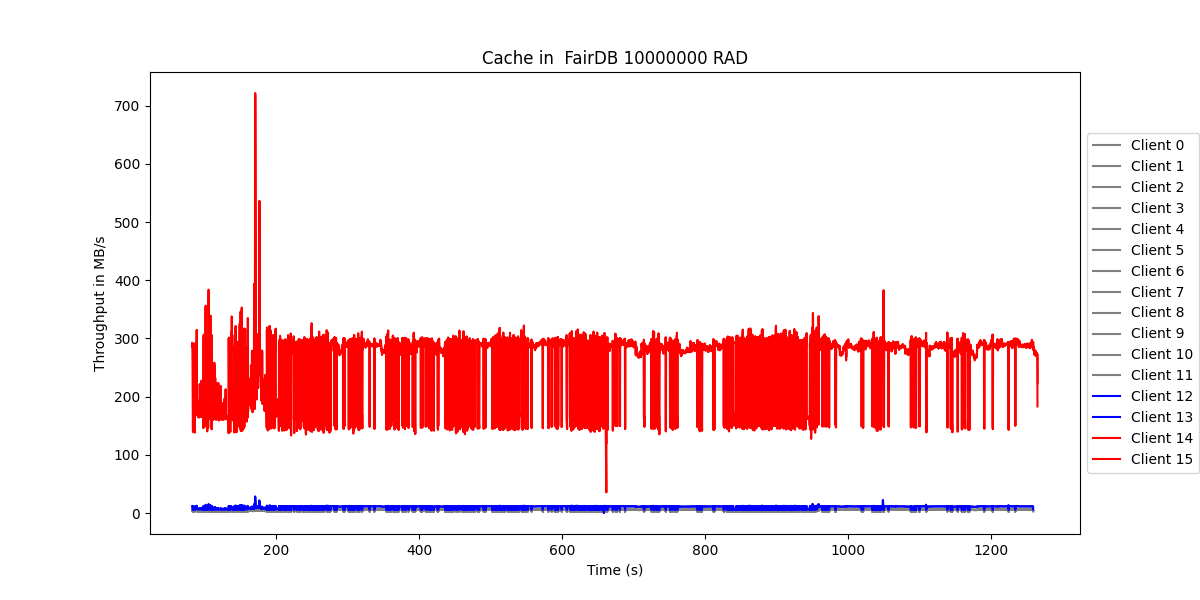 Cache in  FairDB 10000000 RAD
Throughput in MB/s
700
600
500
400
300
200
100
0
200
400
600
800
1000
1200
Time (s)
Client 0
Client 1
Client 2
Client 3
Client 4
Client 5
Client 6
Client 7
Client 8
Client 9
Client 10
Client 11
Client 12
Client 13
Client 14
Client 15